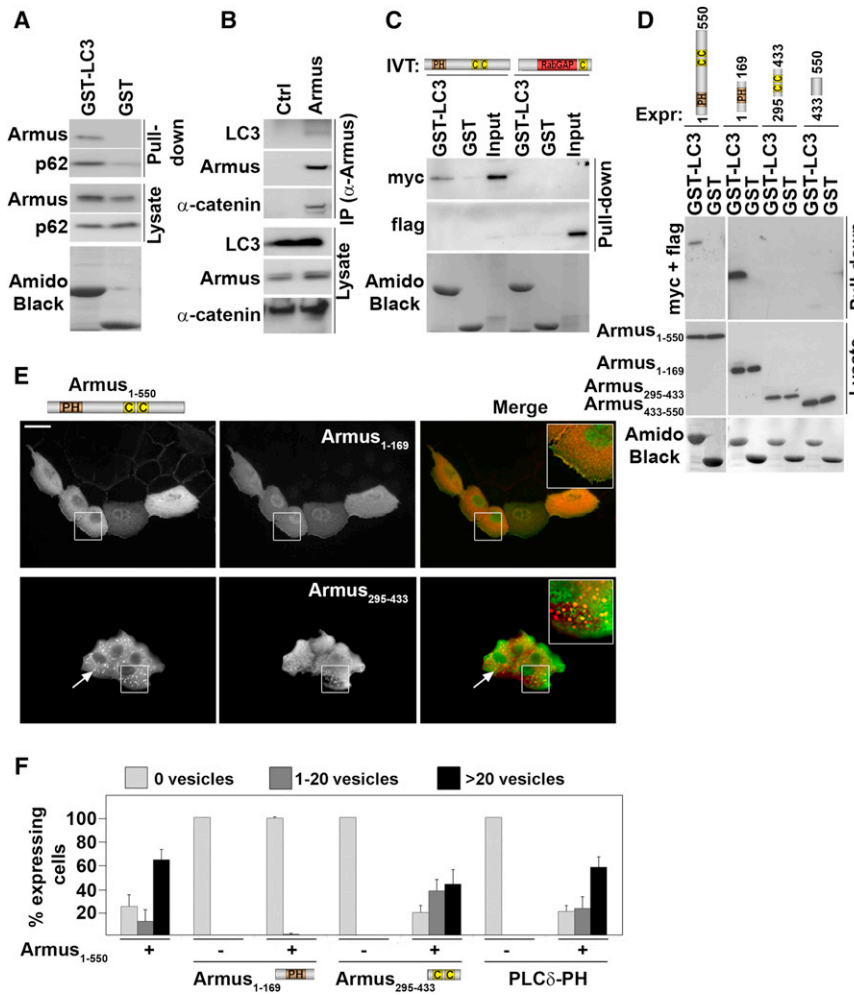 A
GST-LC3
GST
Armus
p62
Pull-down
Armus
p62
Lysate
Amido Black
B
Ctrl
Armus
LC3
Armus
α-catenin
IP (α-Armus)
LC3
Armus
α-catenin
Lysate
C
IVT:
PH
C C
RabGAP
C
GST-LC3
GST
Input
GST-LC3
GST
Input
myc
flag
Pull-down
Amido Black
D
Expr:
1
PH
C C
550
1
PH
169
295
C C
433
433
550
GST-LC3
GST
GST-LC3
GST
GST-LC3
GST
GST-LC3
GST
myc + flag
Pull-down
Armus1-550
Armus1-169
Armus295-433
Armus433-550
Lysate
Amido Black
E
Armus1-550
PH
C C
Merge
Armus1-169
Armus295-433
F
0 vesicles
1-20 vesicles
>20 vesicles
% expressing cells
100
80
60
40
20
Armus1-550
+
-
+
-
+
-
+
Armus1-169
PH
Armus295-433
C C
PLCδ-PH